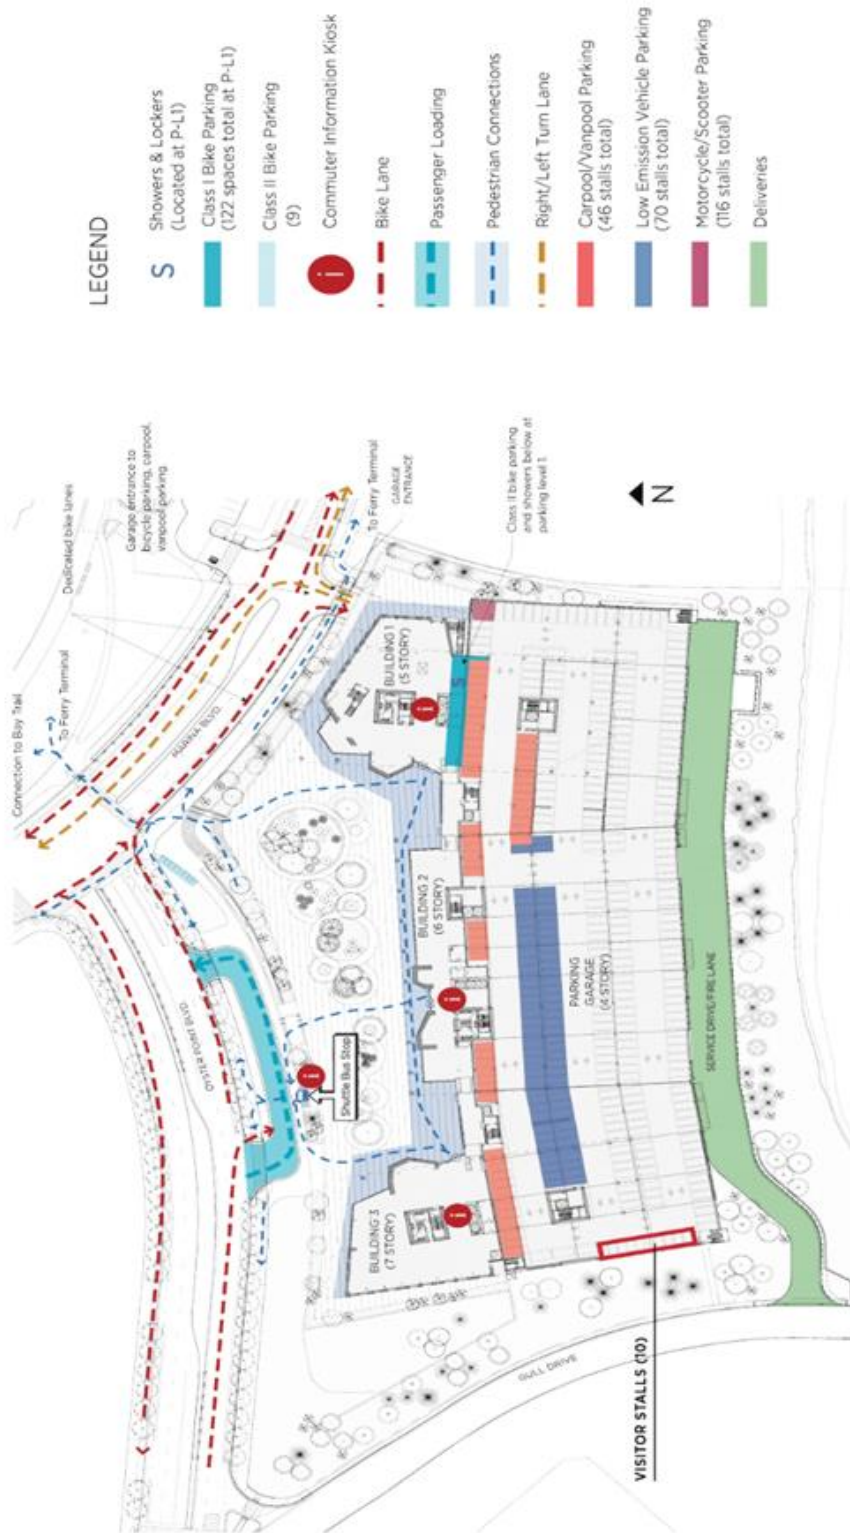 LEGEND
S
Showers & Lockers
(Located at P-L1)
Class I Bike Parking
(122 spaces total at P-L1)
Class II Bike Parking
(9)
i
Commuter Information Kiosk
Bike Lane
Passenger Loading
Pedestrian Connections
Right/Left Turn Lane
Carpool/Vanpool Parking
(46 stalls total)
Low Emission Vehicle Parking
(70 stalls total)
Motorcycle/Scooter Parking
(116 stalls total)
Deliveries
Connection to Bay Trail
To Ferry Terminal
Dedicated bike lanes
Garage entrance to
bicycle parking, carpool,
vanpool parking
MARINA BLVD.
To Ferry Terminal
GARAGE
ENTRANCE
OYSTER POINT BLVD
Shuttle Bus Stop
i
BUILDING 1
(5 STORY)
i
S
BUILDING 2
(6 STORY)
i
BUILDING 3
(7 STORY)
i
Class II bike parking
and showers below at
parking level 1
N
PARKING
GARAGE
(4 STORY)
SERVICE DRIVE/FIRE LANE
GULL DRIVE
VISITOR STALLS (10)